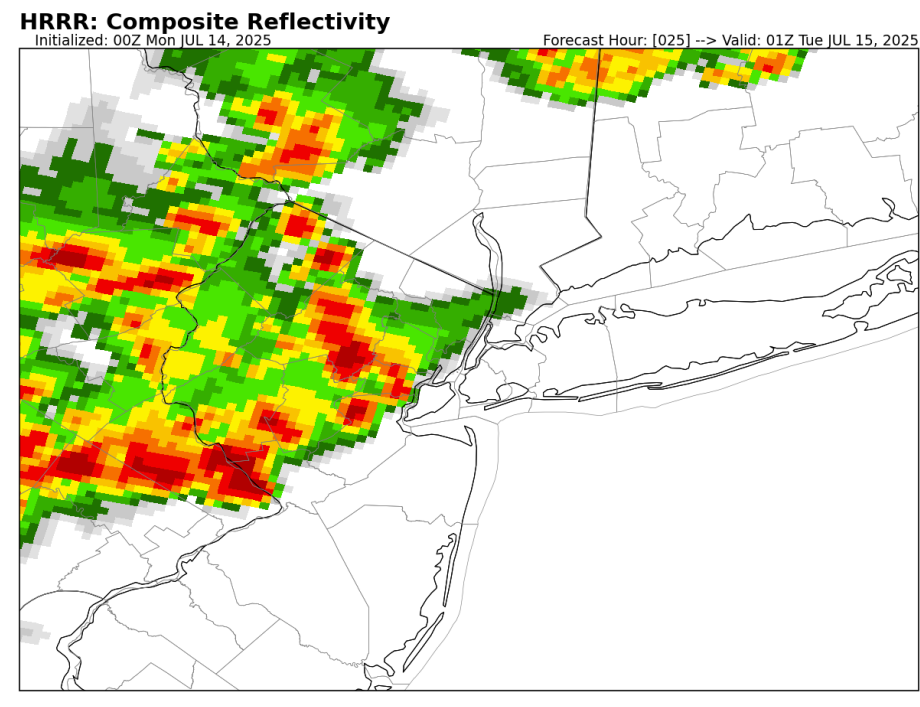 HRRR: Composite Reflectivity
Initialized: 00Z Mon JUL 14, 2025 Forecast Hour: [025] --> Valid: 01Z Tue JUL 15, 2025